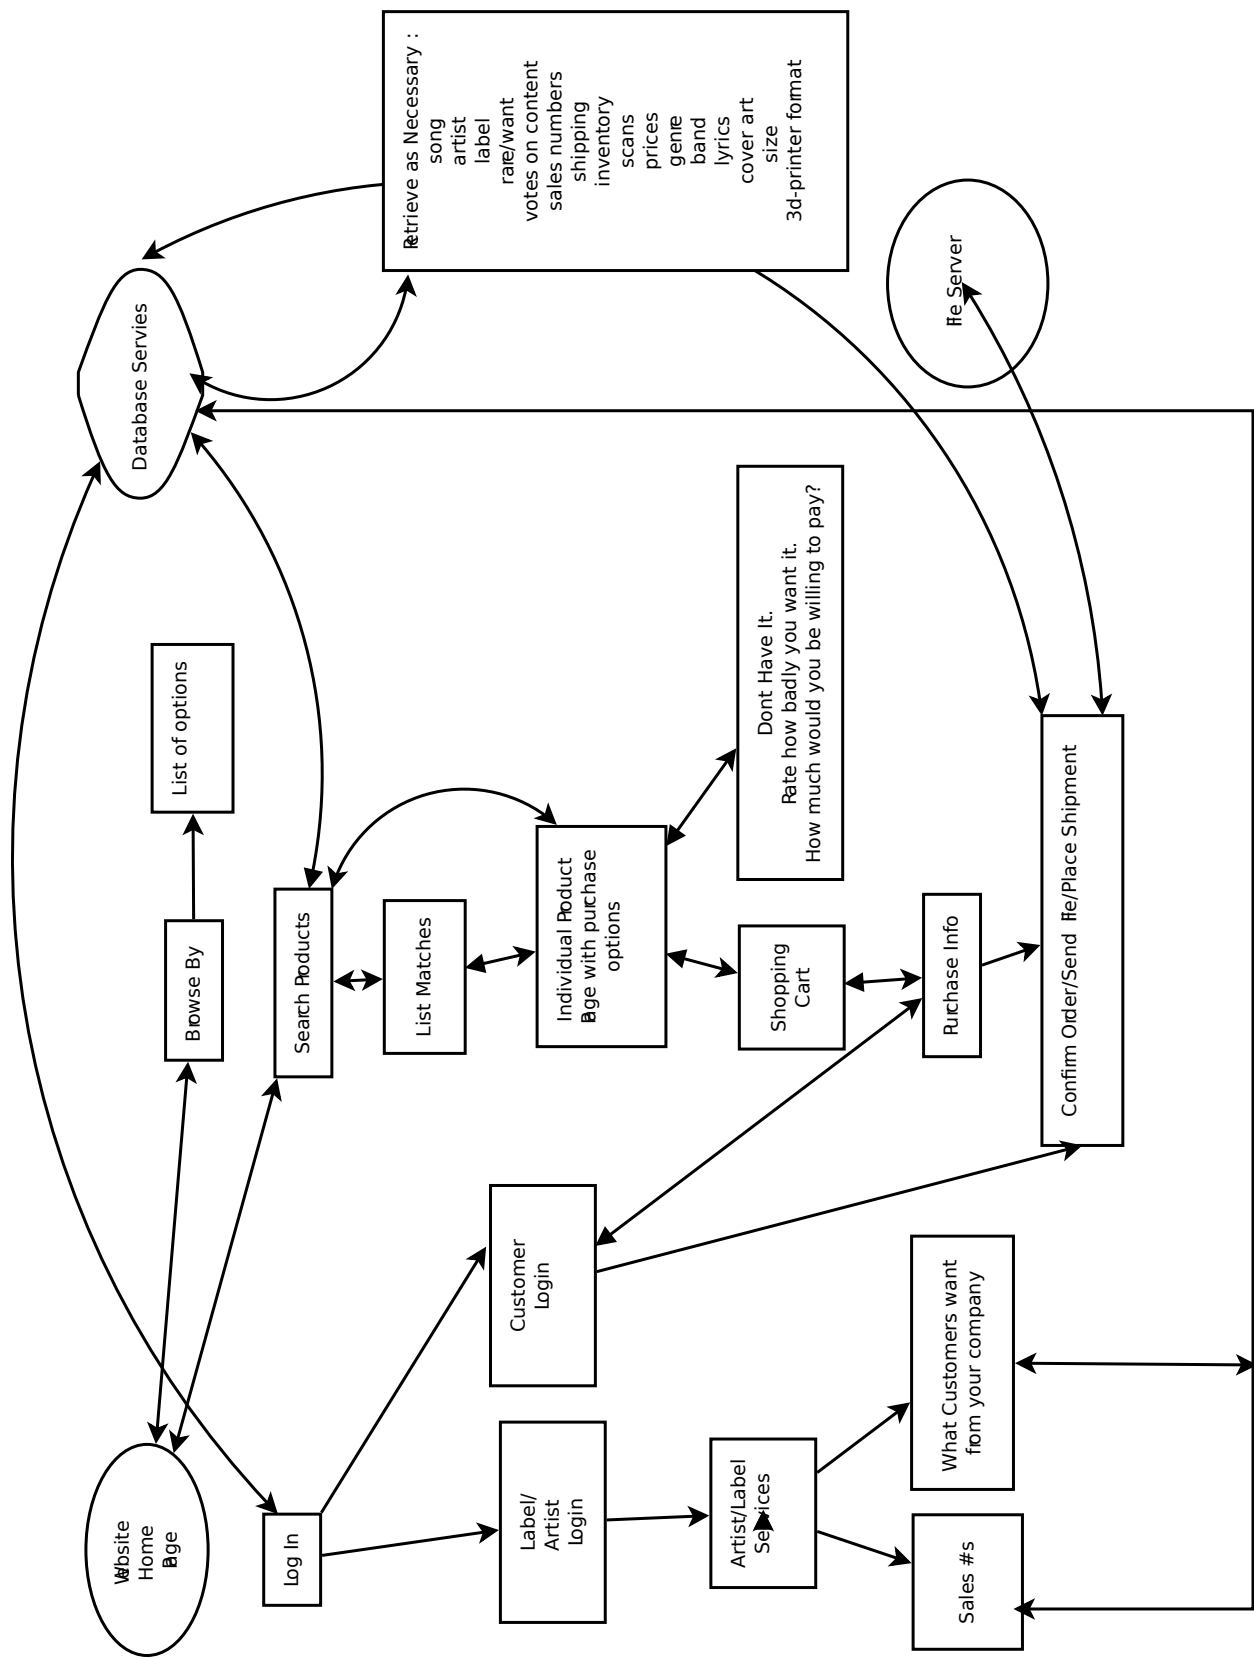 Website
Home
Page
Database Servies
Browse By
List of options
Log In
Search Products
Retrieve as Necessary :
song
artist
label
rare/want
votes on content
sales numbers
shipping
inventory
scans
prices
genre
band
lyrics
cover art
size
3d-printer format
List Matches
Label/
Artist
Login
Customer
Login
Individual Product
Page with purchase
options
Artist/Label
Services
Shopping
Cart
Dont Have It.
Rate how badly you want it.
How much would you be willing to pay?
Sales #s
What Customers want
from your company
Purchase Info
File Server
Confirm Order/Send File/Place Shipment